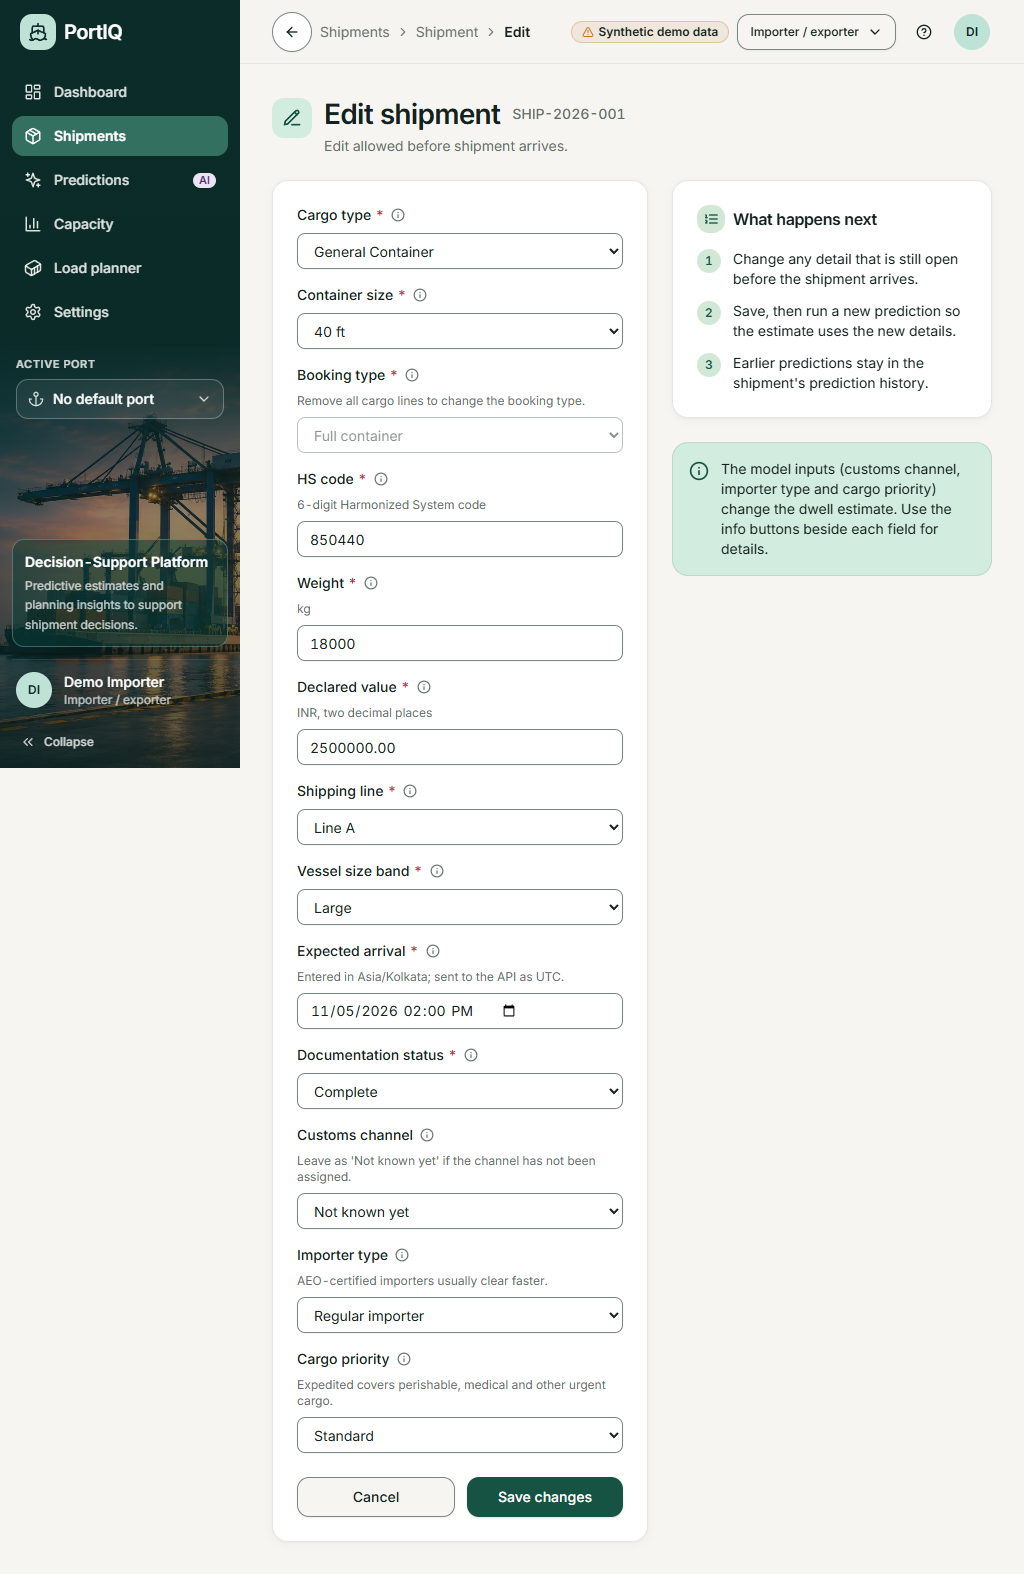 PortIQ
Dashboard
Shipments
Predictions AI
Capacity
Load planner
Settings
ACTIVE PORT
No default port
Decision-Support Platform
Predictive estimates and
planning insights to support
shipment decisions.
DI
Demo Importer
Importer / exporter
Collapse
Shipments > Shipment > Edit
Synthetic demo data
Importer / exporter
DI
Edit shipment SHIP-2026-001
Edit allowed before shipment arrives.
Cargo type *
General Container
Container size *
40 ft
Booking type *
Remove all cargo lines to change the booking type.
Full container
HS code *
6-digit Harmonized System code
850440
Weight *
kg
18000
Declared value *
INR, two decimal places
2500000.00
Shipping line *
Line A
Vessel size band *
Large
Expected arrival *
Entered in Asia/Kolkata; sent to the API as UTC.
11/05/2026 02:00 PM
Documentation status *
Complete
Customs channel
Leave as 'Not known yet' if the channel has not been
assigned.
Not known yet
Importer type
AEO-certified importers usually clear faster.
Regular importer
Cargo priority
Expedited covers perishable, medical and other urgent
cargo.
Standard
Cancel
Save changes
What happens next
1 Change any detail that is still open
before the shipment arrives.
2 Save, then run a new prediction so
the estimate uses the new details.
3 Earlier predictions stay in the
shipment's prediction history.
The model inputs (customs channel,
importer type and cargo priority)
change the dwell estimate. Use the
info buttons beside each field for
details.